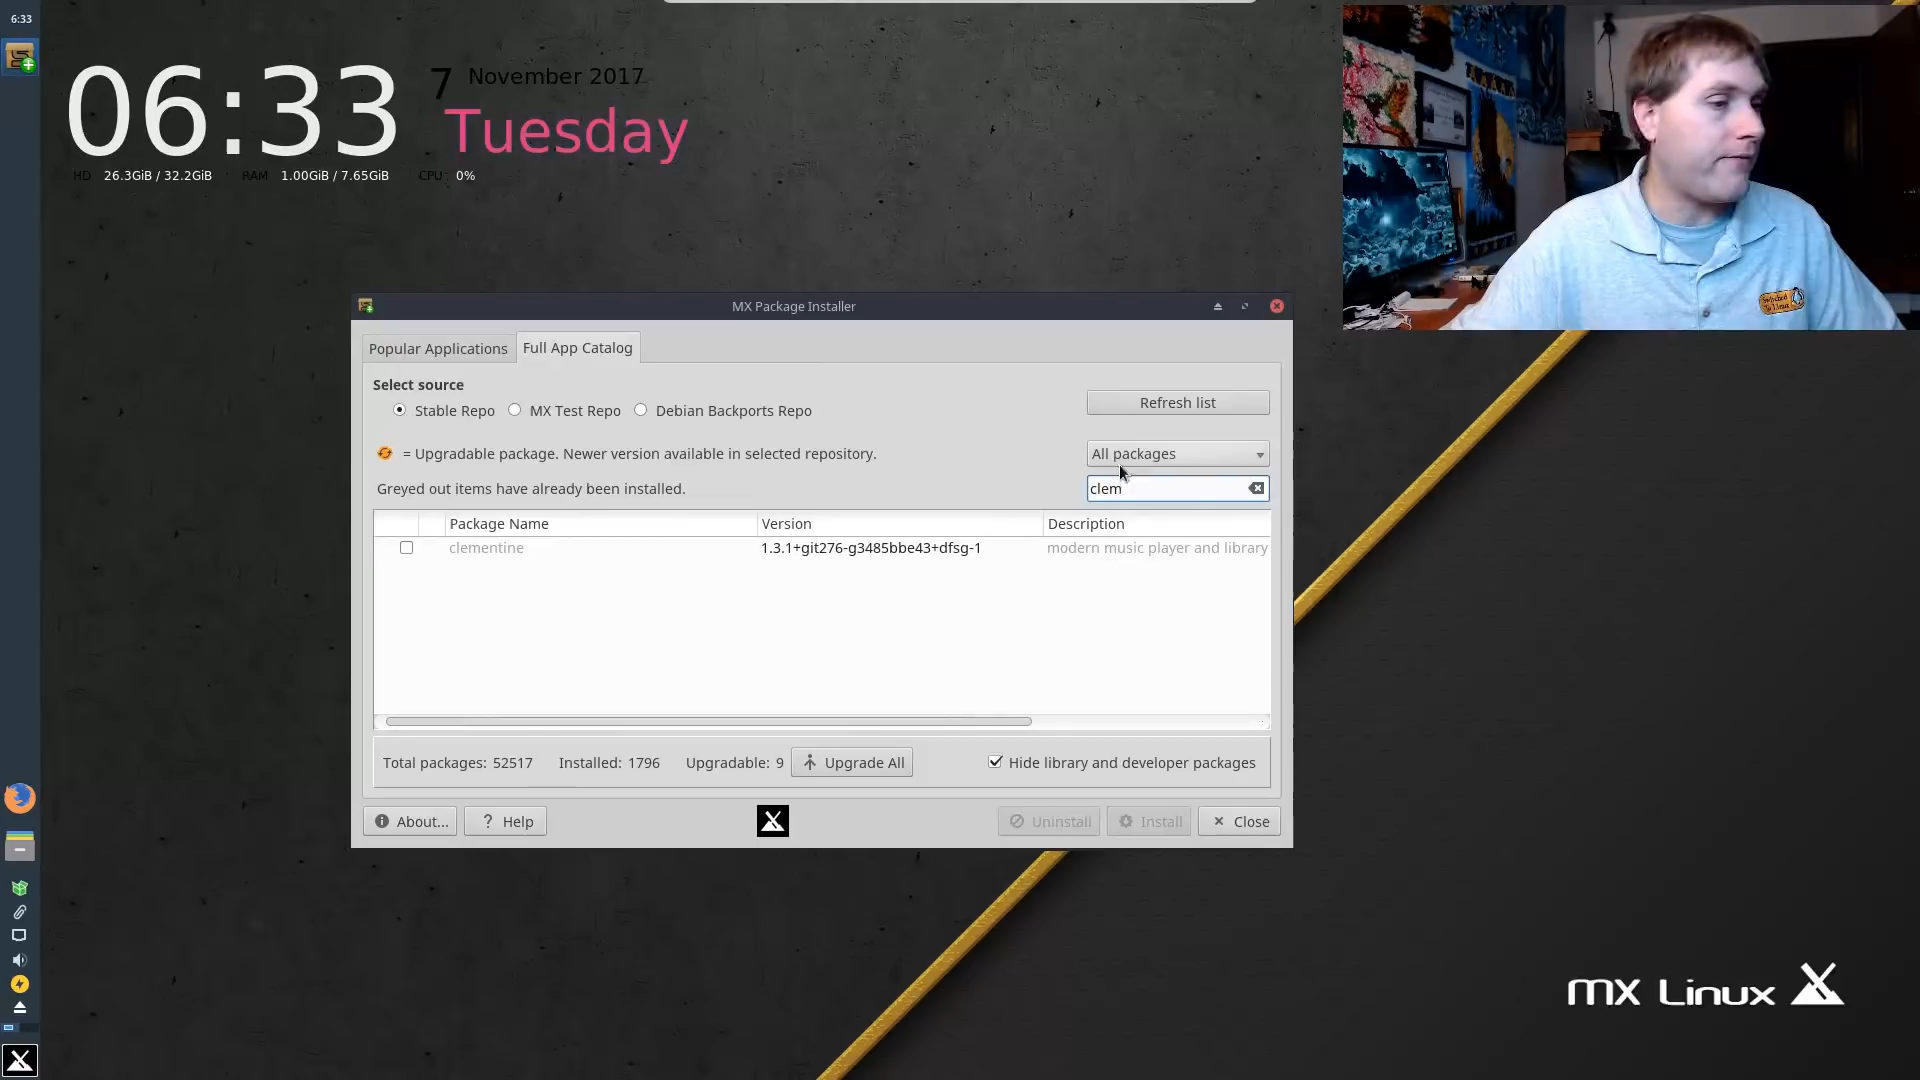 6:33
06:33
7 November 2017
Tuesday
HD 26.3GiB / 32.2GiB RAM 1.00GiB / 7.65GiB CPU: 0%
MX Package Installer
Popular Applications Full App Catalog
Select source
Stable Repo MX Test Repo Debian Backports Repo
Refresh list
= Upgradable package. Newer version available in selected repository.
All packages
Greyed out items have already been installed.
clem
Package Name Version Description
clementine 1.3.1+git276-g3485bbe43+dfsg-1 modern music player and library
Total packages: 52517 Installed: 1796 Upgradable: 9 Upgrade All Hide library and developer packages
About... ? Help Uninstall Install Close
Switched To Linux
MX Linux